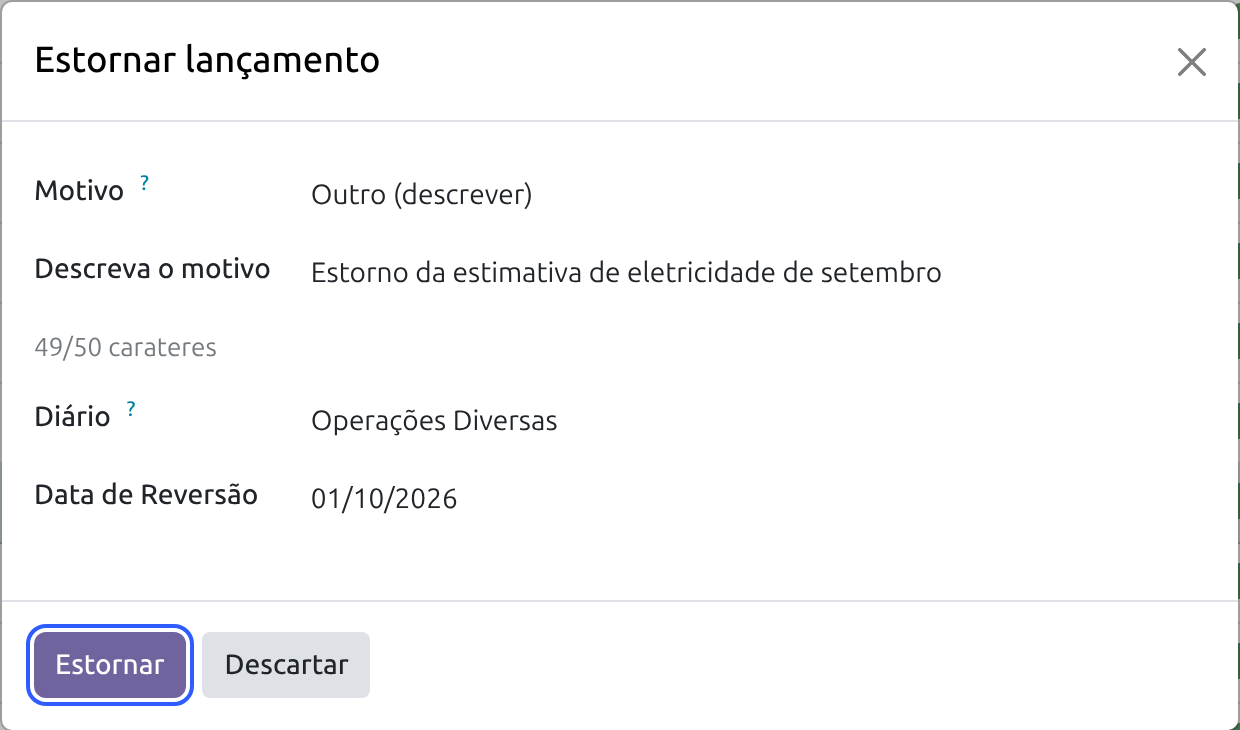 Estornar lançamento
Motivo ? Outro (descrever)
Descreva o motivo Estorno da estimativa de eletricidade de setembro
49/50 carateres
Diário ? Operações Diversas
Data de Reversão 01/10/2026
Estornar Descartar